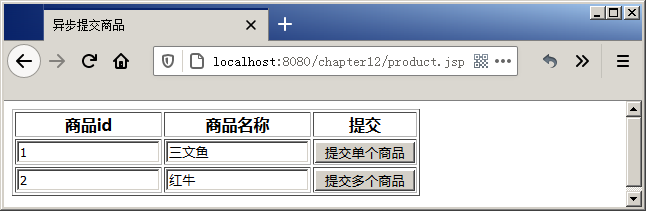 异步提交商品
localhost:8080/chapter12/product.jsp
商品id 商品名称 提交
1 三文鱼 提交单个商品
2 红牛 提交多个商品